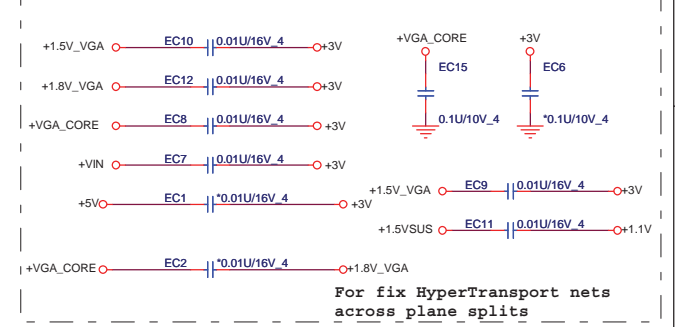 +1.5V_VGA EC10 0.01U/16V_4 +3V
+1.8V_VGA EC12 0.01U/16V_4 +3V
+VGA_CORE EC8 0.01U/16V_4 +3V
+VIN EC7 0.01U/16V_4 +3V
+5V EC1 *0.01U/16V_4 +3V
+VGA_CORE EC2 *0.01U/16V_4 +1.8V_VGA
+VGA_CORE +3V
EC15 EC6
0.1U/10V_4 *0.1U/10V_4
+1.5V_VGA EC9 0.01U/16V_4 +3V
+1.5VSUS EC11 0.01U/16V_4 +1.1V
For fix HyperTransport nets
across plane splits